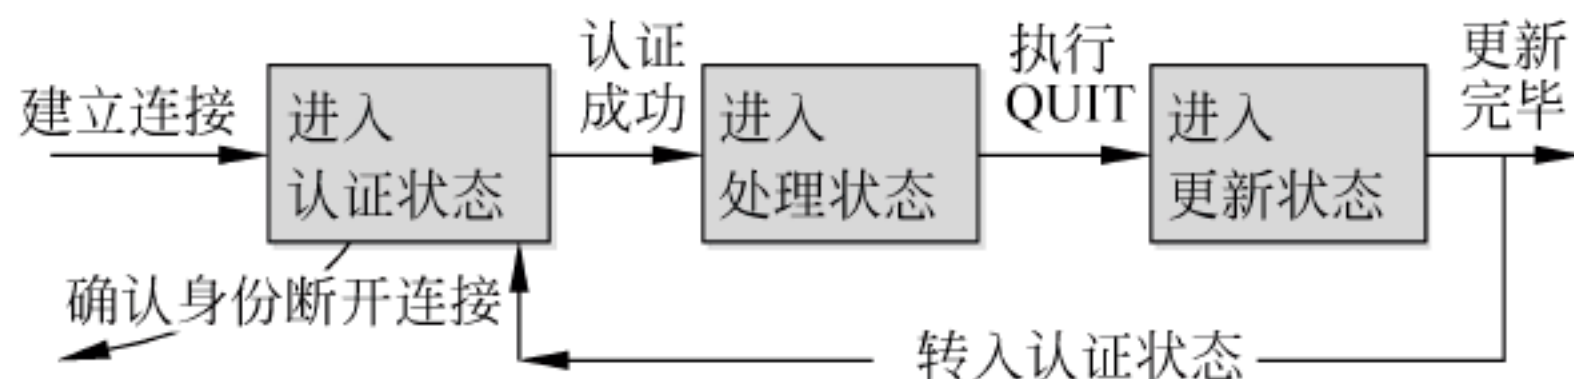 建立连接
进入
认证状态
认证
成功
进入
处理状态
执行
QUIT
进入
更新状态
更新
完毕
确认身份断开连接
转入认证状态